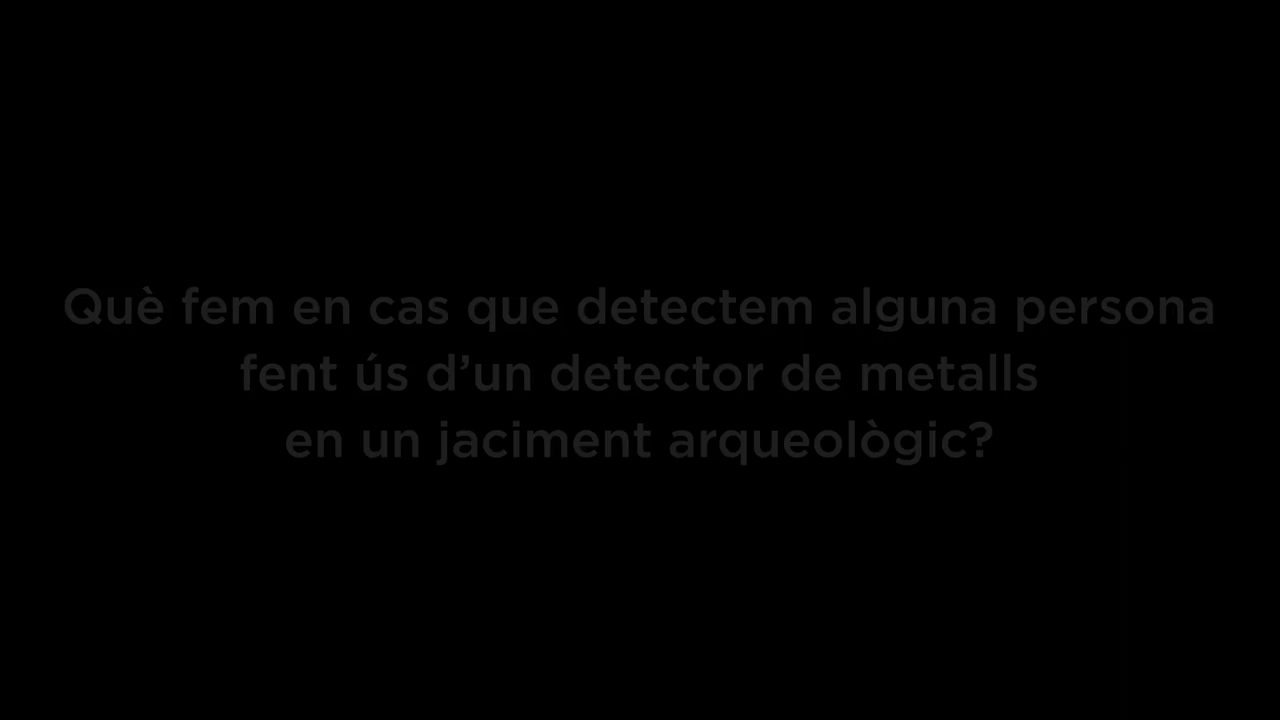 Què fem en cas que detectem alguna persona
fent ús d’un detector de metalls
en un jaciment arqueològic?